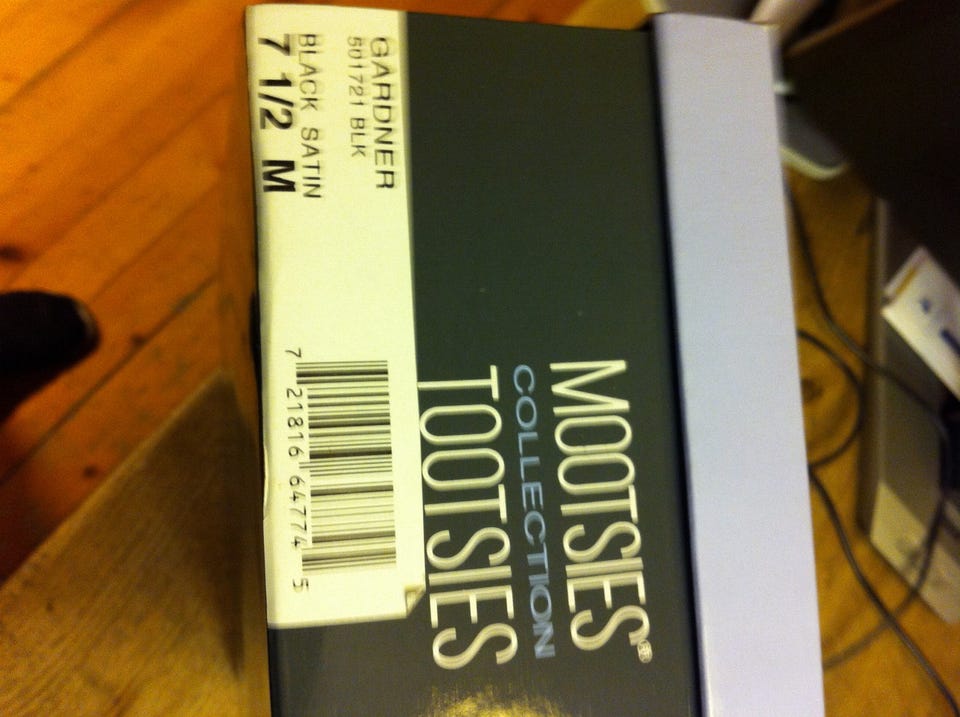 MOOTSIES®
COLLECTION
TOOTSIES
GARDNER
501721 BLK
BLACK SATIN
7 1/2 M
7 21816 64774 5